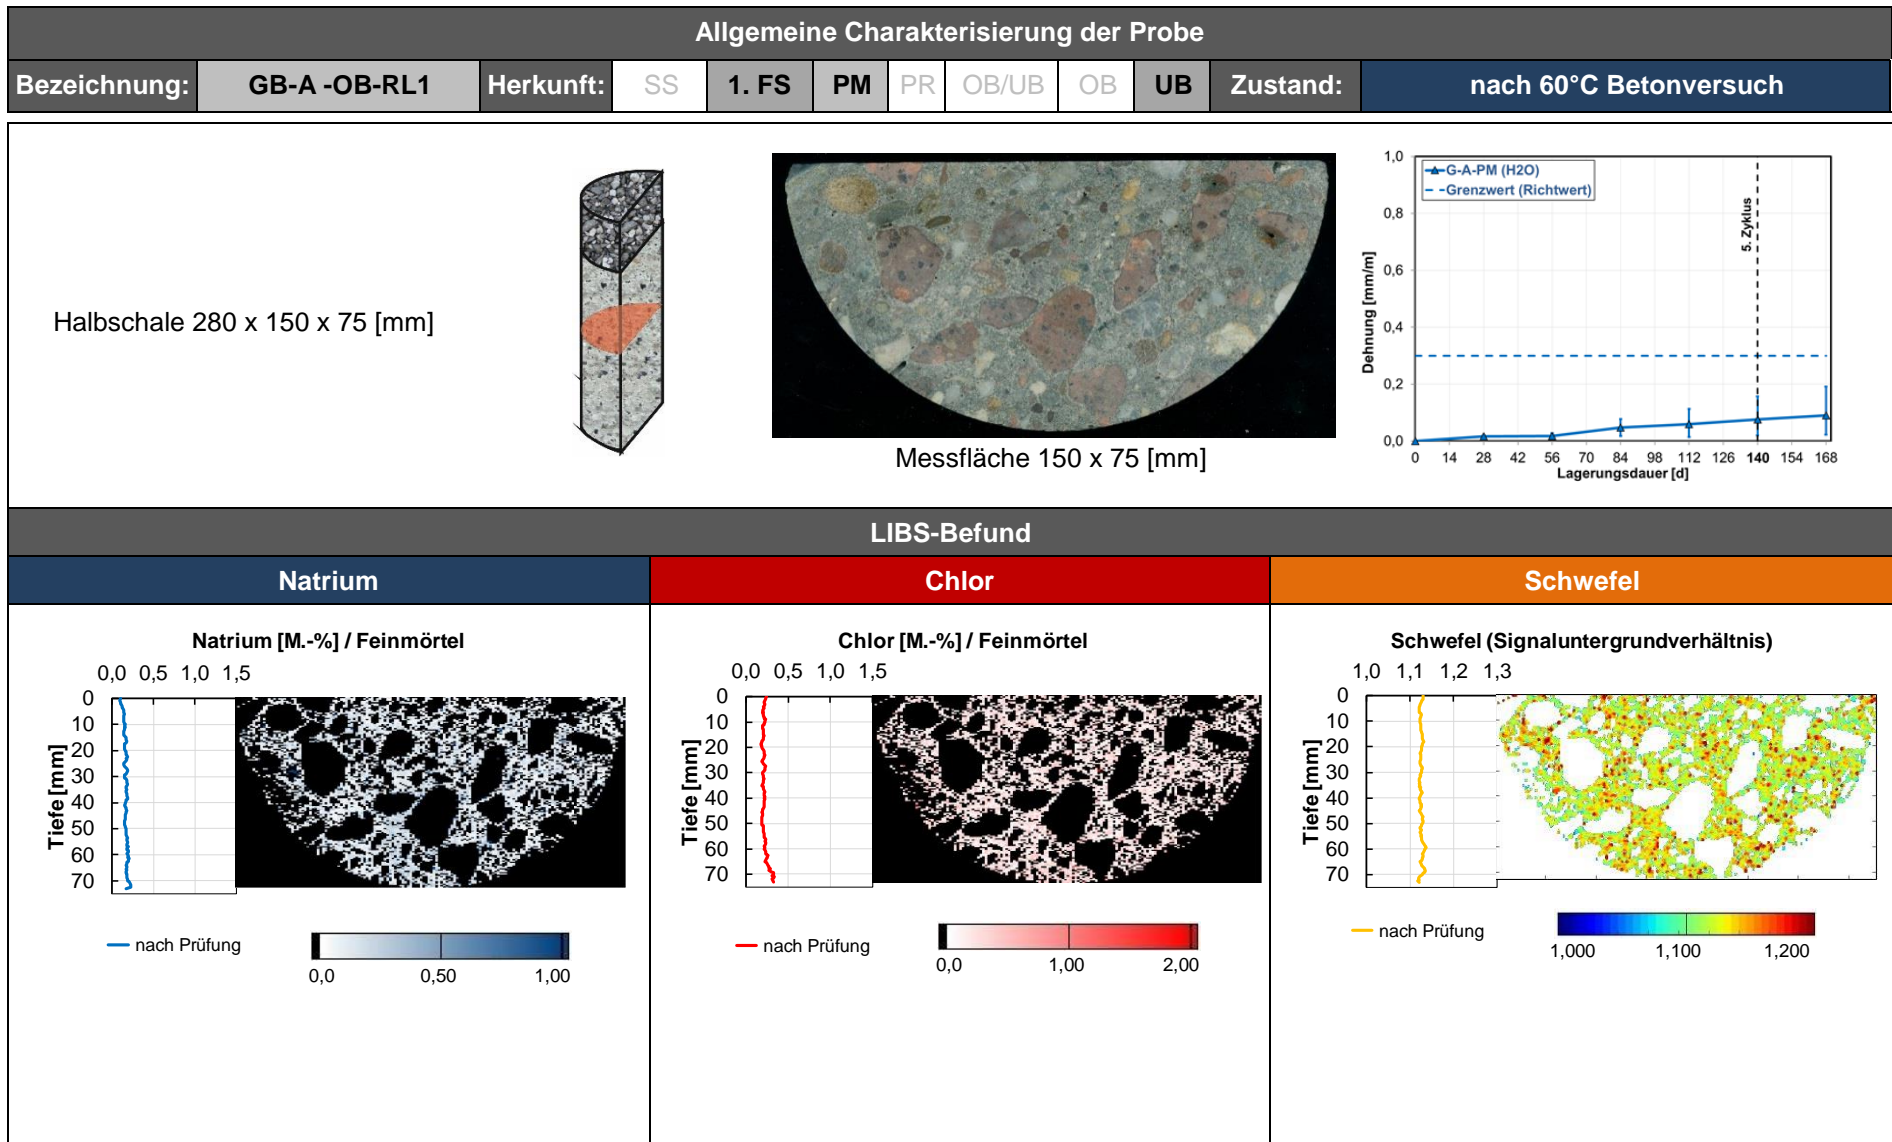 Allgemeine Charakterisierung der Probe
Bezeichnung: GB-A -OB-RL1 Herkunft: SS 1. FS PM PR OB/UB OB UB Zustand: nach 60°C Betonversuch
Halbschale 280 x 150 x 75 [mm]
Messfläche 150 x 75 [mm]
1,0
0,8
0,6
0,4
0,2
0,0
Dehnung [mm/m]
G-A-PM (H2O)
Grenzwert (Richtwert)
5. Zyklus
0 14 28 42 56 70 84 98 112 126 140 154 168
Lagerungsdauer [d]
LIBS-Befund
Natrium Chlor Schwefel
Natrium [M.-%] / Feinmörtel
0,0 0,5 1,0 1,5
0
10
20
30
40
50
60
70
Tiefe [mm]
nach Prüfung
0,0 0,50 1,00
Chlor [M.-%] / Feinmörtel
0,0 0,5 1,0 1,5
0
10
20
30
40
50
60
70
Tiefe [mm]
nach Prüfung
0,0 1,00 2,00
Schwefel (Signaluntergrundverhältnis)
1,0 1,1 1,2 1,3
0
10
20
30
40
50
60
70
Tiefe [mm]
nach Prüfung
1,000 1,100 1,200